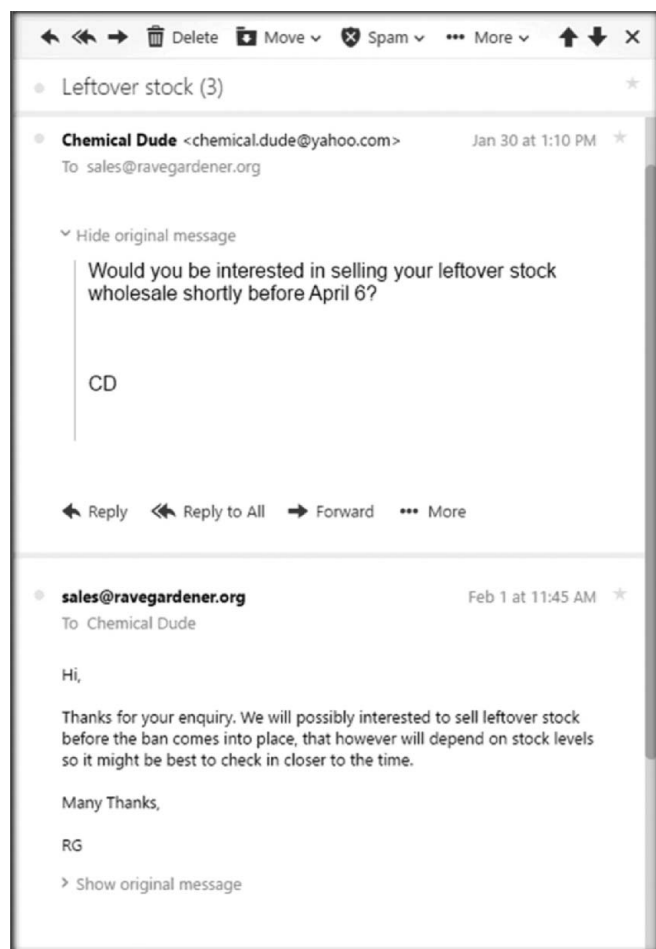 Delete Move Spam ••• More
Leftover stock (3)
Chemical Dude <chemical.dude@yahoo.com> Jan 30 at 1:10 PM
To sales@ravegardener.org
Hide original message
Would you be interested in selling your leftover stock
wholesale shortly before April 6?
CD
Reply Reply to All Forward ••• More
sales@ravegardener.org Feb 1 at 11:45 AM
To Chemical Dude
Hi,
Thanks for your enquiry. We will possibly interested to sell leftover stock
before the ban comes into place, that however will depend on stock levels
so it might be best to check in closer to the time.
Many Thanks,
RG
Show original message